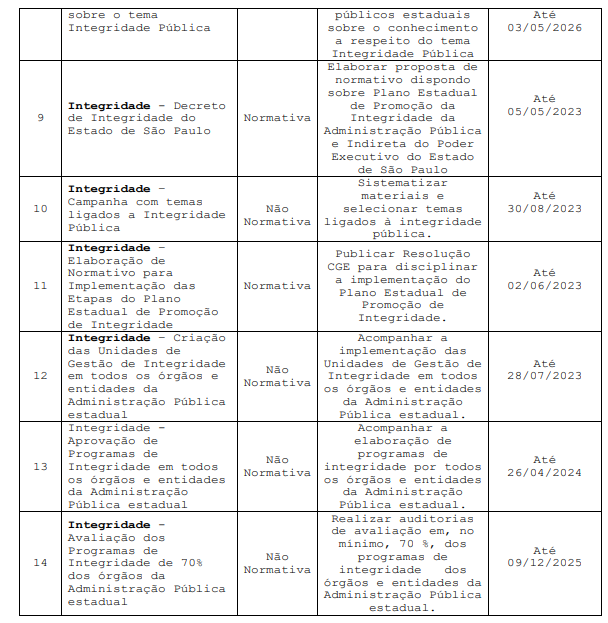 sobre o tema
Integridade Pública
públicos estaduais
sobre o conhecimento
a respeito do tema
Integridade Pública
Até
03/05/2026
9
Integridade - Decreto
de Integridade do
Estado de São Paulo
Normativa
Elaborar proposta de
normativo dispondo
sobre Plano Estadual
de Promoção da
Integridade da
Administração Pública
e Indireta do Poder
Executivo do Estado
de São Paulo
Até
05/05/2023
10
Integridade –
Campanha com temas
ligados a Integridade
Pública
Não
Normativa
Sistematizar
materiais e
selecionar temas
ligados à integridade
pública.
Até
30/08/2023
11
Integridade –
Elaboração de
Normativo para
Implementação das
Etapas do Plano
Estadual de Promoção
de Integridade
Normativa
Publicar Resolução
CGE para disciplinar
a implementação do
Plano Estadual de
Promoção de
Integridade.
Até
02/06/2023
12
Integridade – Criação
das Unidades de
Gestão de Integridade
em todos os órgãos e
entidades da
Administração Pública
estadual
Não
Normativa
Acompanhar a
implementação das
Unidades de Gestão de
Integridade em todos
os órgãos e entidades
da Administração
Pública estadual.
Até
28/07/2023
13
Integridade –
Aprovação de
Programas de
Integridade em todos
os órgãos e entidades
da Administração
Pública estadual
Não
Normativa
Acompanhar a
elaboração de
programas de
integridade por todos
os órgãos e entidades
da Administração
Pública estadual.
Até
26/04/2024
14
Integridade -
Avaliação dos
Programas de
Integridade de 70%
dos órgãos da
Administração Pública
estadual
Não
Normativa
Realizar auditorias
de avaliação em, no
mínimo, 70 %, dos
programas de
integridade dos
órgãos e entidades da
Administração Pública
estadual.
Até
09/12/2025